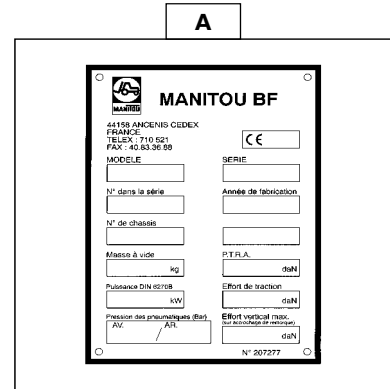 A
MANITOU
MANITOU BF
44158 ANCENIS CEDEX
FRANCE
TELEX : 710 521
FAX : 40.83.36.88
CE
MODELE
SERIE
N° dans la série
Année de fabrication
N° de chassis
Masse à vide
P.T.R.A.
kg
daN
Puissance DIN 6270B
Effort de traction
kW
daN
Pression des pneumatiques (Bar)
Effort vertical max.
(sur accrochage de remorque)
AV. / AR.
daN
N° 207277